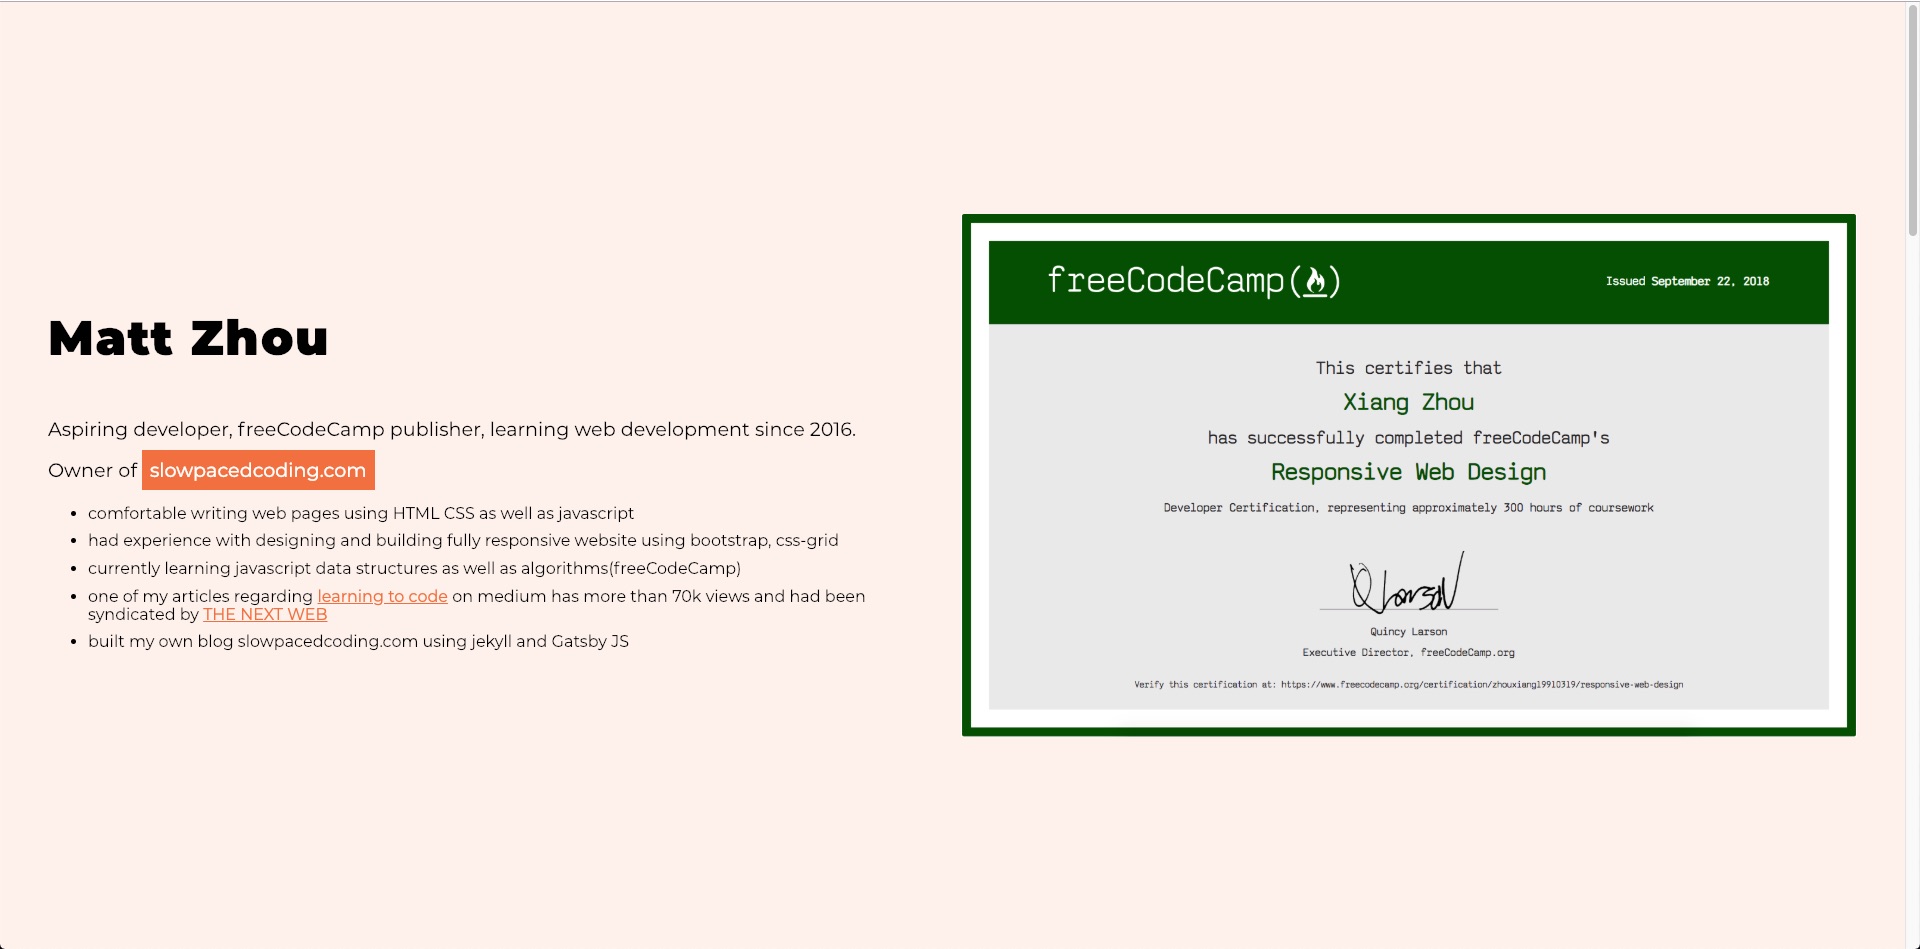 Matt Zhou
Aspiring developer, freeCodeCamp publisher, learning web development since 2016.
Owner of slowpacedcoding.com
• comfortable writing web pages using HTML CSS as well as javascript
• had experience with designing and building fully responsive website using bootstrap, css-grid
• currently learning javascript data structures as well as algorithms(freeCodeCamp)
• one of my articles regarding learning to code on medium has more than 70k views and had been
syndicated by THE NEXT WEB
• built my own blog slowpacedcoding.com using jekyll and Gatsby JS
freeCodeCamp(🔥)
Issued September 22, 2018
This certifies that
Xiang Zhou
has successfully completed freeCodeCamp's
Responsive Web Design
Developer Certification, representing approximately 300 hours of coursework
Q Larson
Quincy Larson
Executive Director, freeCodeCamp.org
Verify this certification at: https://www.freecodecamp.org/certification/zhouxiang19910319/responsive-web-design